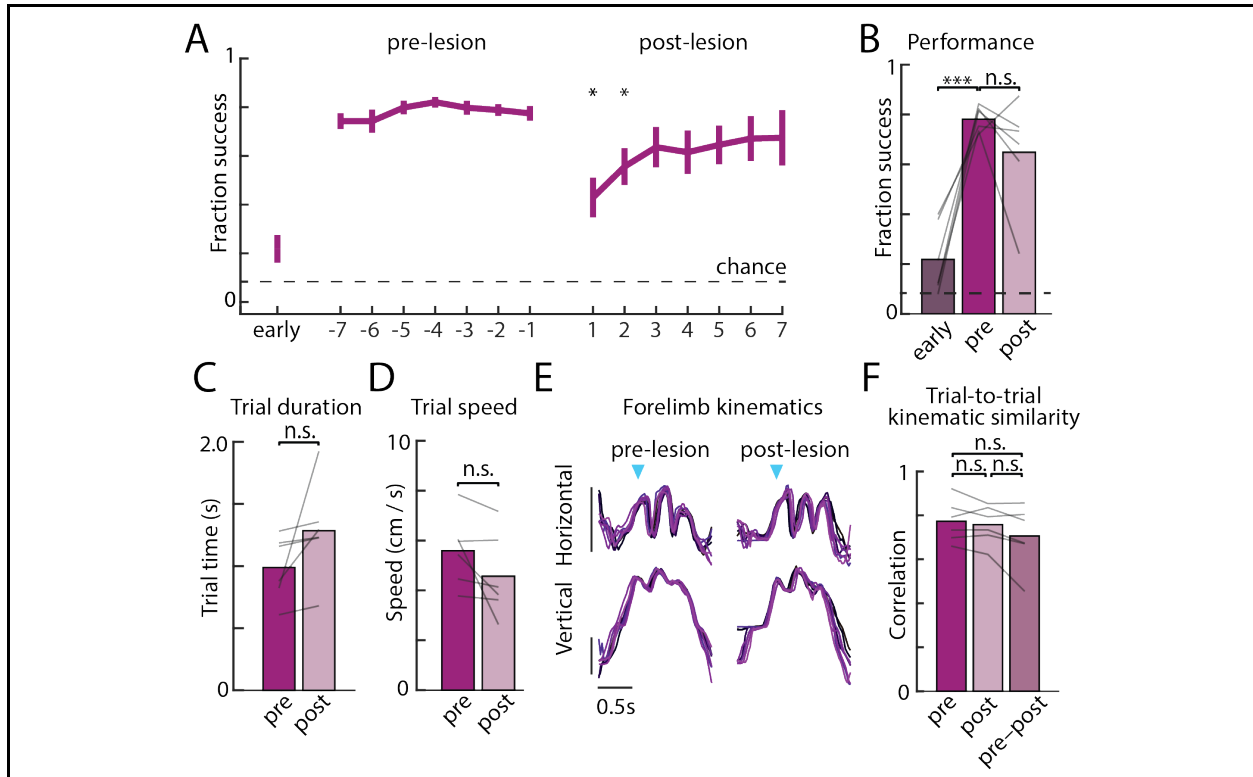 A
pre-lesion
post-lesion
1
Fraction success
0
* *
chance
early -7 -6 -5 -4 -3 -2 -1 1 2 3 4 5 6 7
B
Performance
*** n.s.
1
Fraction success
0
early pre post
C
Trial duration
n.s.
2.0
Trial time (s)
0
pre post
D
Trial speed
10
n.s.
Speed (cm / s)
0
pre post
E
Forelimb kinematics
pre-lesion post-lesion
Horizontal
Vertical
0.5s
F
Trial-to-trial
kinematic similarity
n.s.
n.s. n.s.
1
Correlation
0
pre post pre–post